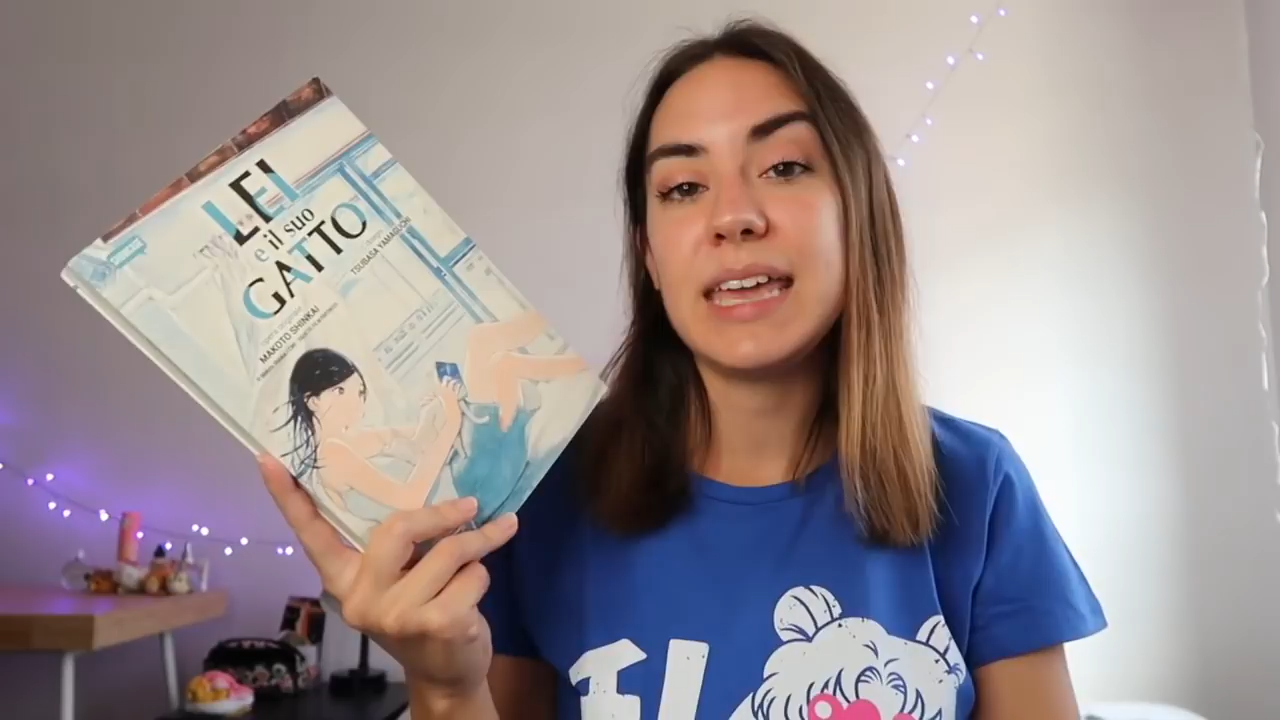 LEI
e il suo
GATTO
TSUBASA YAMAGUCHI
MAKOTO SHINKAI